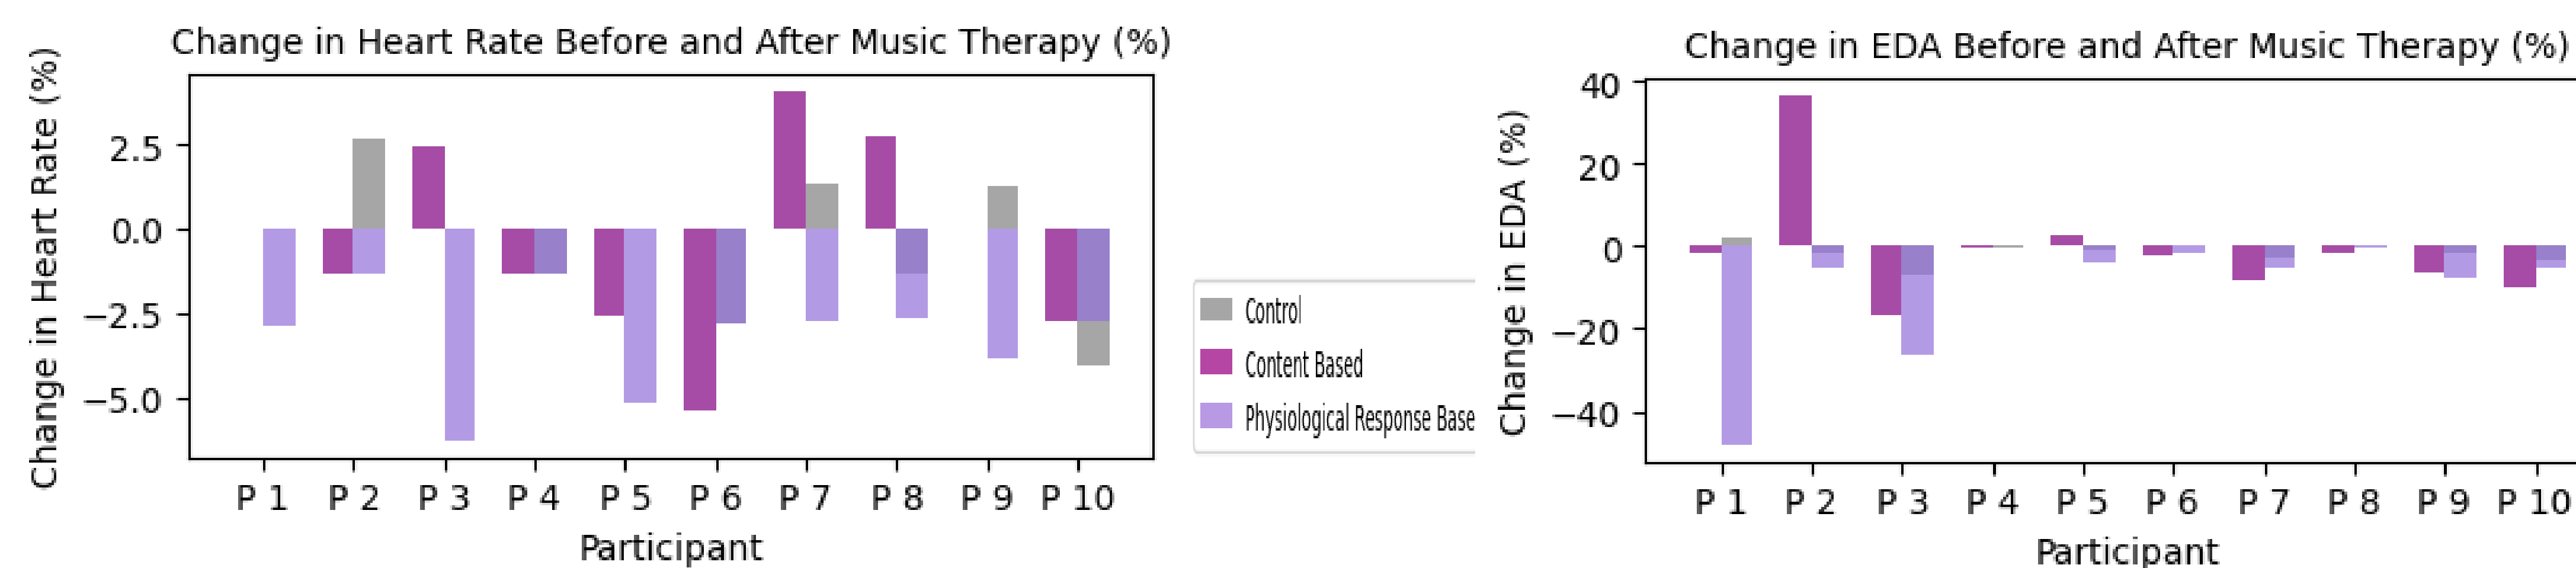 Change in Heart Rate Before and After Music Therapy (%)
Change in Heart Rate (%)
2.5
0.0
−2.5
−5.0
P 1 P 2 P 3 P 4 P 5 P 6 P 7 P 8 P 9 P 10
Participant
Control
Content Based
Physiological Response Base
Change in EDA Before and After Music Therapy (%)
Change in EDA (%)
40
20
0
−20
−40
P 1 P 2 P 3 P 4 P 5 P 6 P 7 P 8 P 9 P 10
Participant